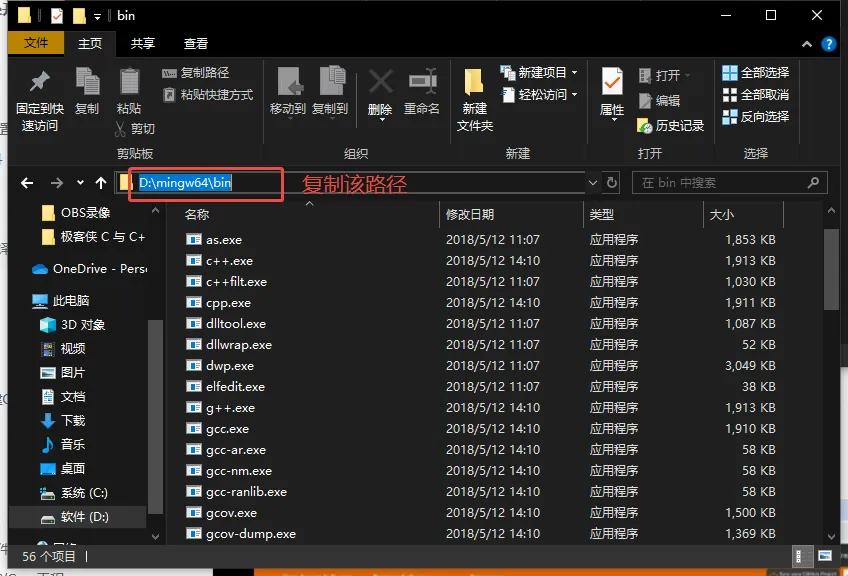 bin
文件 主页 共享 查看
固定到快速访问
复制
粘贴
复制路径
粘贴快捷方式
剪切
剪贴板
移动到
复制到
删除
重命名
组织
新建文件夹
新建项目
轻松访问
新建
属性
打开
编辑
历史记录
打开
全部选择
全部取消
反向选择
选择
D:\mingw64\bin
复制该路径
在 bin 中搜索
OBS录像
极客侠 C 与 C+
OneDrive - Pers
此电脑
3D 对象
视频
图片
文档
下载
音乐
桌面
系统 (C:)
软件 (D:)
名称 修改日期 类型 大小
as.exe 2018/5/12 11:07 应用程序 1,853 KB
c++.exe 2018/5/12 14:10 应用程序 1,913 KB
c++filt.exe 2018/5/12 11:07 应用程序 1,030 KB
cpp.exe 2018/5/12 14:10 应用程序 1,911 KB
dlltool.exe 2018/5/12 11:07 应用程序 1,087 KB
dllwrap.exe 2018/5/12 11:07 应用程序 52 KB
dwp.exe 2018/5/12 11:07 应用程序 3,049 KB
elfedit.exe 2018/5/12 11:07 应用程序 38 KB
g++.exe 2018/5/12 14:10 应用程序 1,913 KB
gcc.exe 2018/5/12 14:10 应用程序 1,910 KB
gcc-ar.exe 2018/5/12 14:10 应用程序 58 KB
gcc-nm.exe 2018/5/12 14:10 应用程序 58 KB
gcc-ranlib.exe 2018/5/12 14:10 应用程序 58 KB
gcov.exe 2018/5/12 14:10 应用程序 1,500 KB
gcov-dump.exe 2018/5/12 14:10 应用程序 1,369 KB
56 个项目